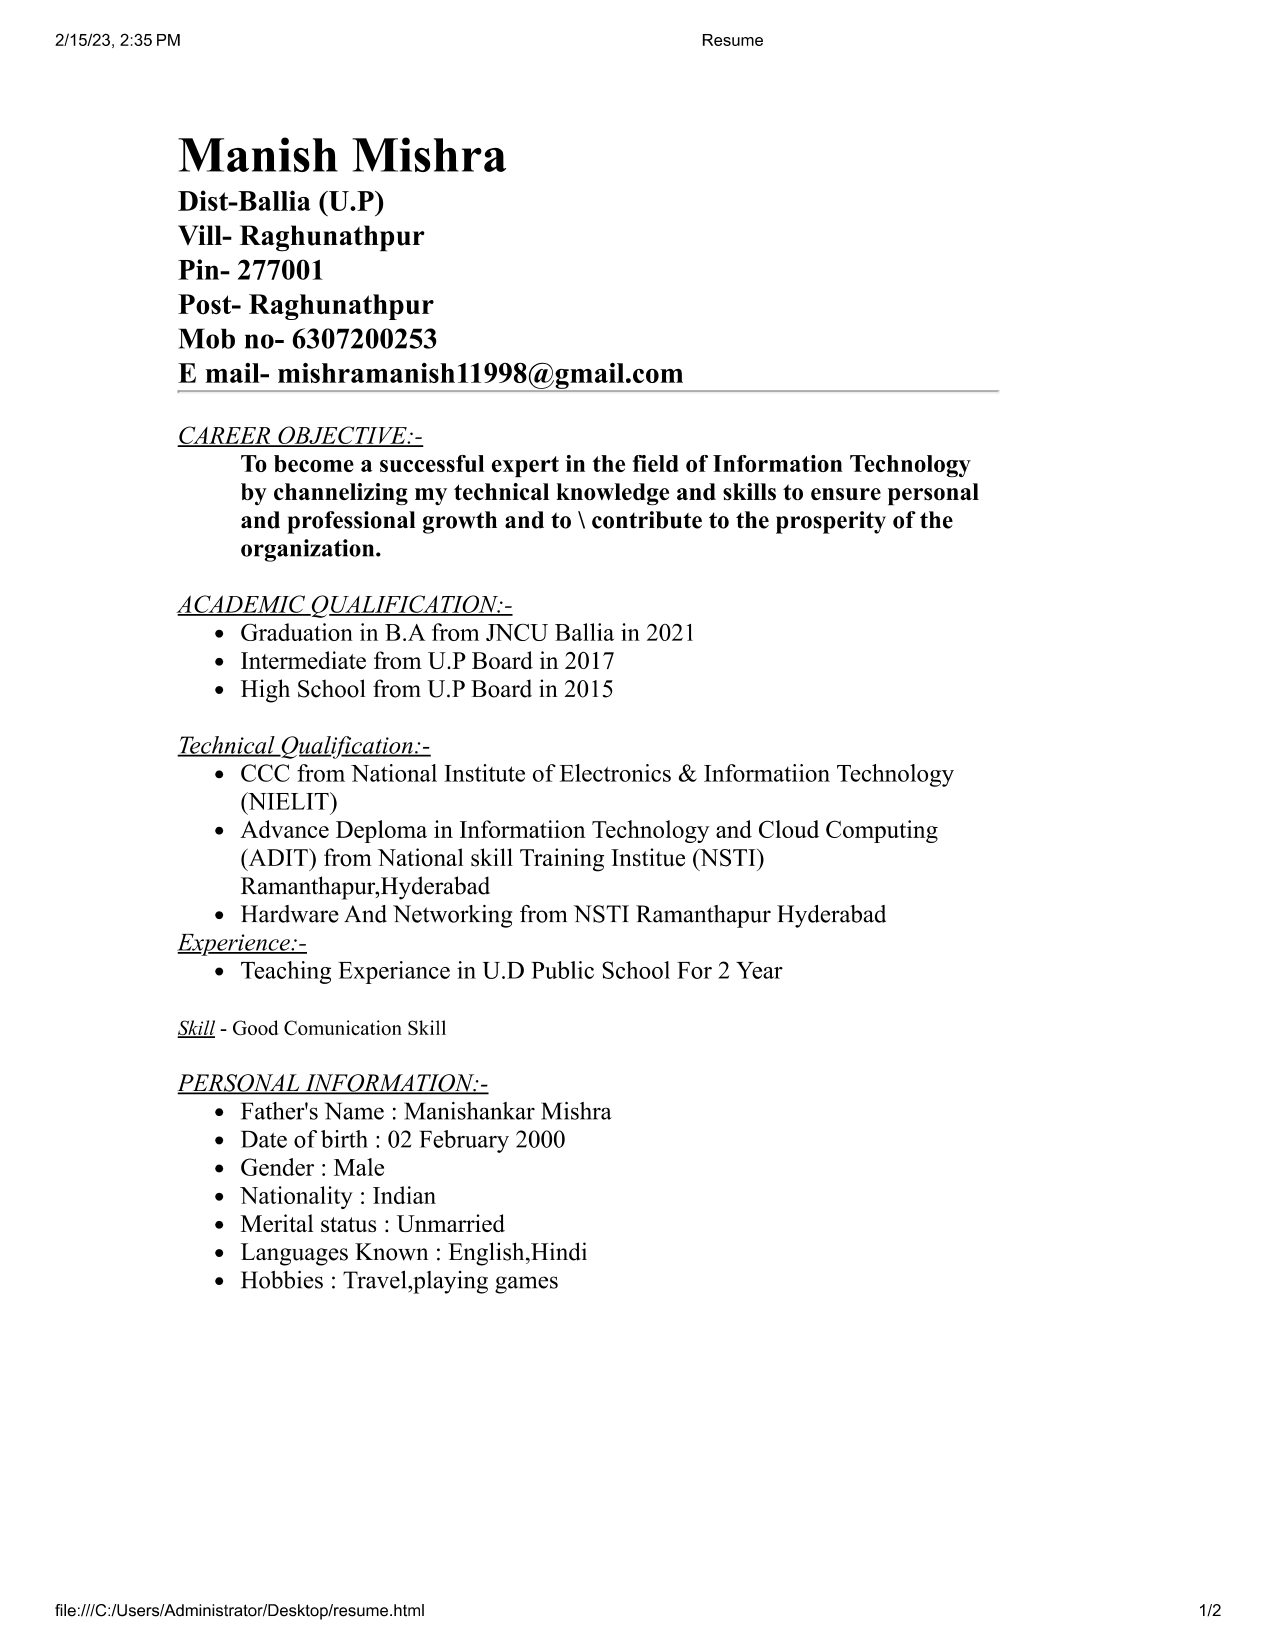 2/15/23, 2:35 PM Resume
Manish Mishra
Dist-Ballia (U.P)
Vill- Raghunathpur
Pin- 277001
Post- Raghunathpur
Mob no- 6307200253
E mail- mishramanish11998@gmail.com
CAREER OBJECTIVE:-
To become a successful expert in the field of Information Technology
by channelizing my technical knowledge and skills to ensure personal
and professional growth and to \ contribute to the prosperity of the
organization.
ACADEMIC QUALIFICATION:-
• Graduation in B.A from JNCU Ballia in 2021
• Intermediate from U.P Board in 2017
• High School from U.P Board in 2015
Technical Qualification:-
• CCC from National Institute of Electronics & Informatiion Technology
(NIELIT)
• Advance Deploma in Informatiion Technology and Cloud Computing
(ADIT) from National skill Training Institue (NSTI)
Ramanthapur,Hyderabad
• Hardware And Networking from NSTI Ramanthapur Hyderabad
Experience:-
• Teaching Experiance in U.D Public School For 2 Year
Skill - Good Comunication Skill
PERSONAL INFORMATION:-
• Father's Name : Manishankar Mishra
• Date of birth : 02 February 2000
• Gender : Male
• Nationality : Indian
• Merital status : Unmarried
• Languages Known : English,Hindi
• Hobbies : Travel,playing games
file:///C:/Users/Administrator/Desktop/resume.html 1/2